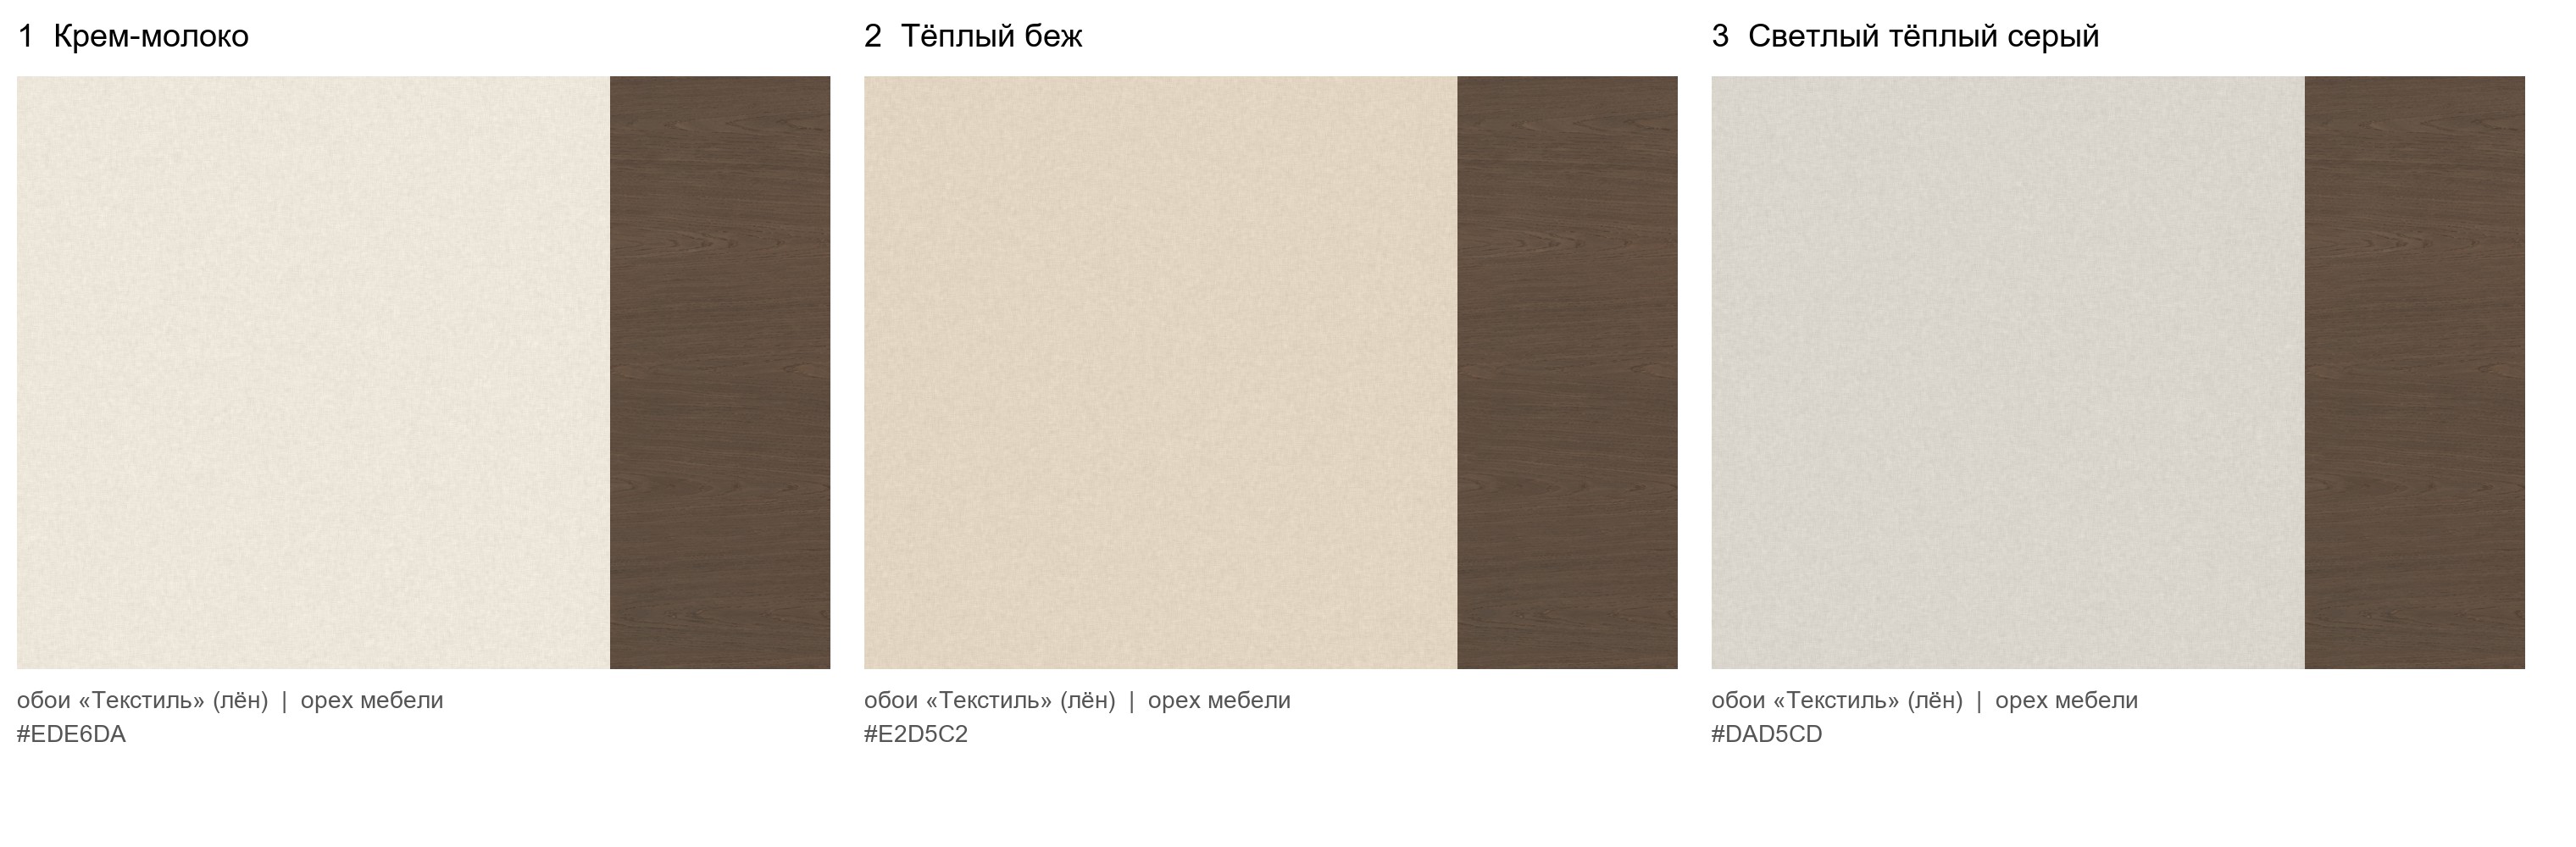 1 Крем-молоко
обои «Текстиль» (лён) | орех мебели
#EDE6DA
2 Тёплый беж
обои «Текстиль» (лён) | орех мебели
#E2D5C2
3 Светлый тёплый серый
обои «Текстиль» (лён) | орех мебели
#DAD5CD